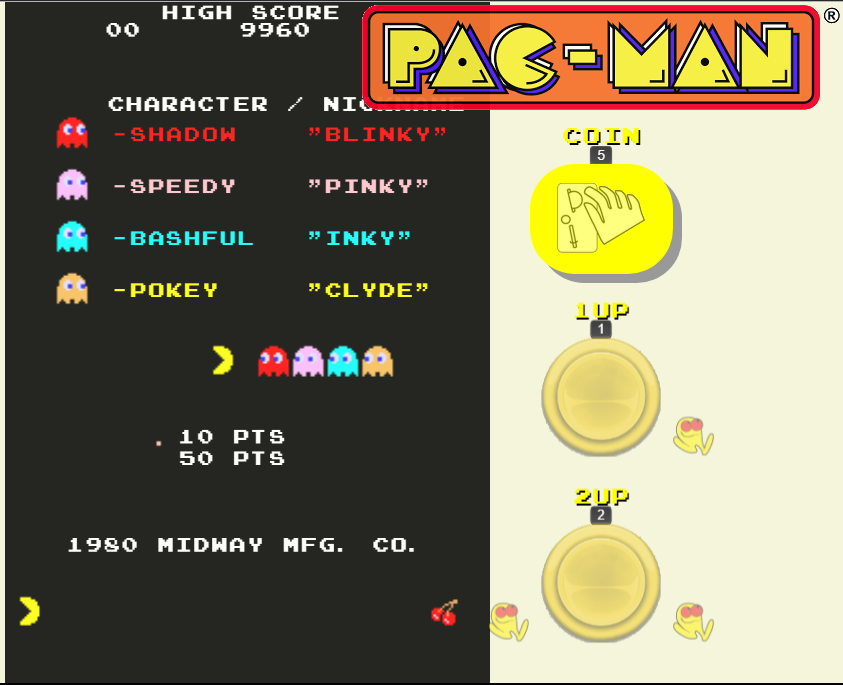 HIGH SCORE
00 9960
PAC-MAN ®
CHARACTER / NICKNAME
-SHADOW "BLINKY"
-SPEEDY "PINKY"
-BASHFUL "INKY"
-POKEY "CLYDE"
. 10 PTS
50 PTS
1980 MIDWAY MFG. CO.
COIN
5
1UP
1
2UP
2